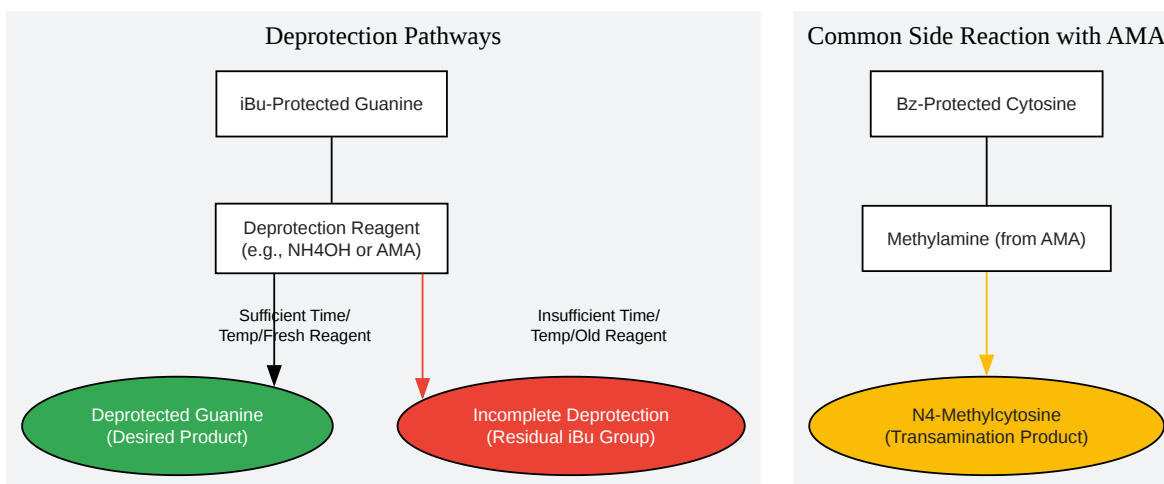 Deprotection Pathways
iBu-Protected Guanine
Deprotection Reagent
(e.g., NH4OH or AMA)
Sufficient Time/
Temp/Fresh Reagent
Insufficient Time/
Temp/Old Reagent
Deprotected Guanine
(Desired Product)
Incomplete Deprotection
(Residual iBu Group)
Common Side Reaction with AMA
Bz-Protected Cytosine
Methylamine (from AMA)
N4-Methylcytosine
(Transamination Product)